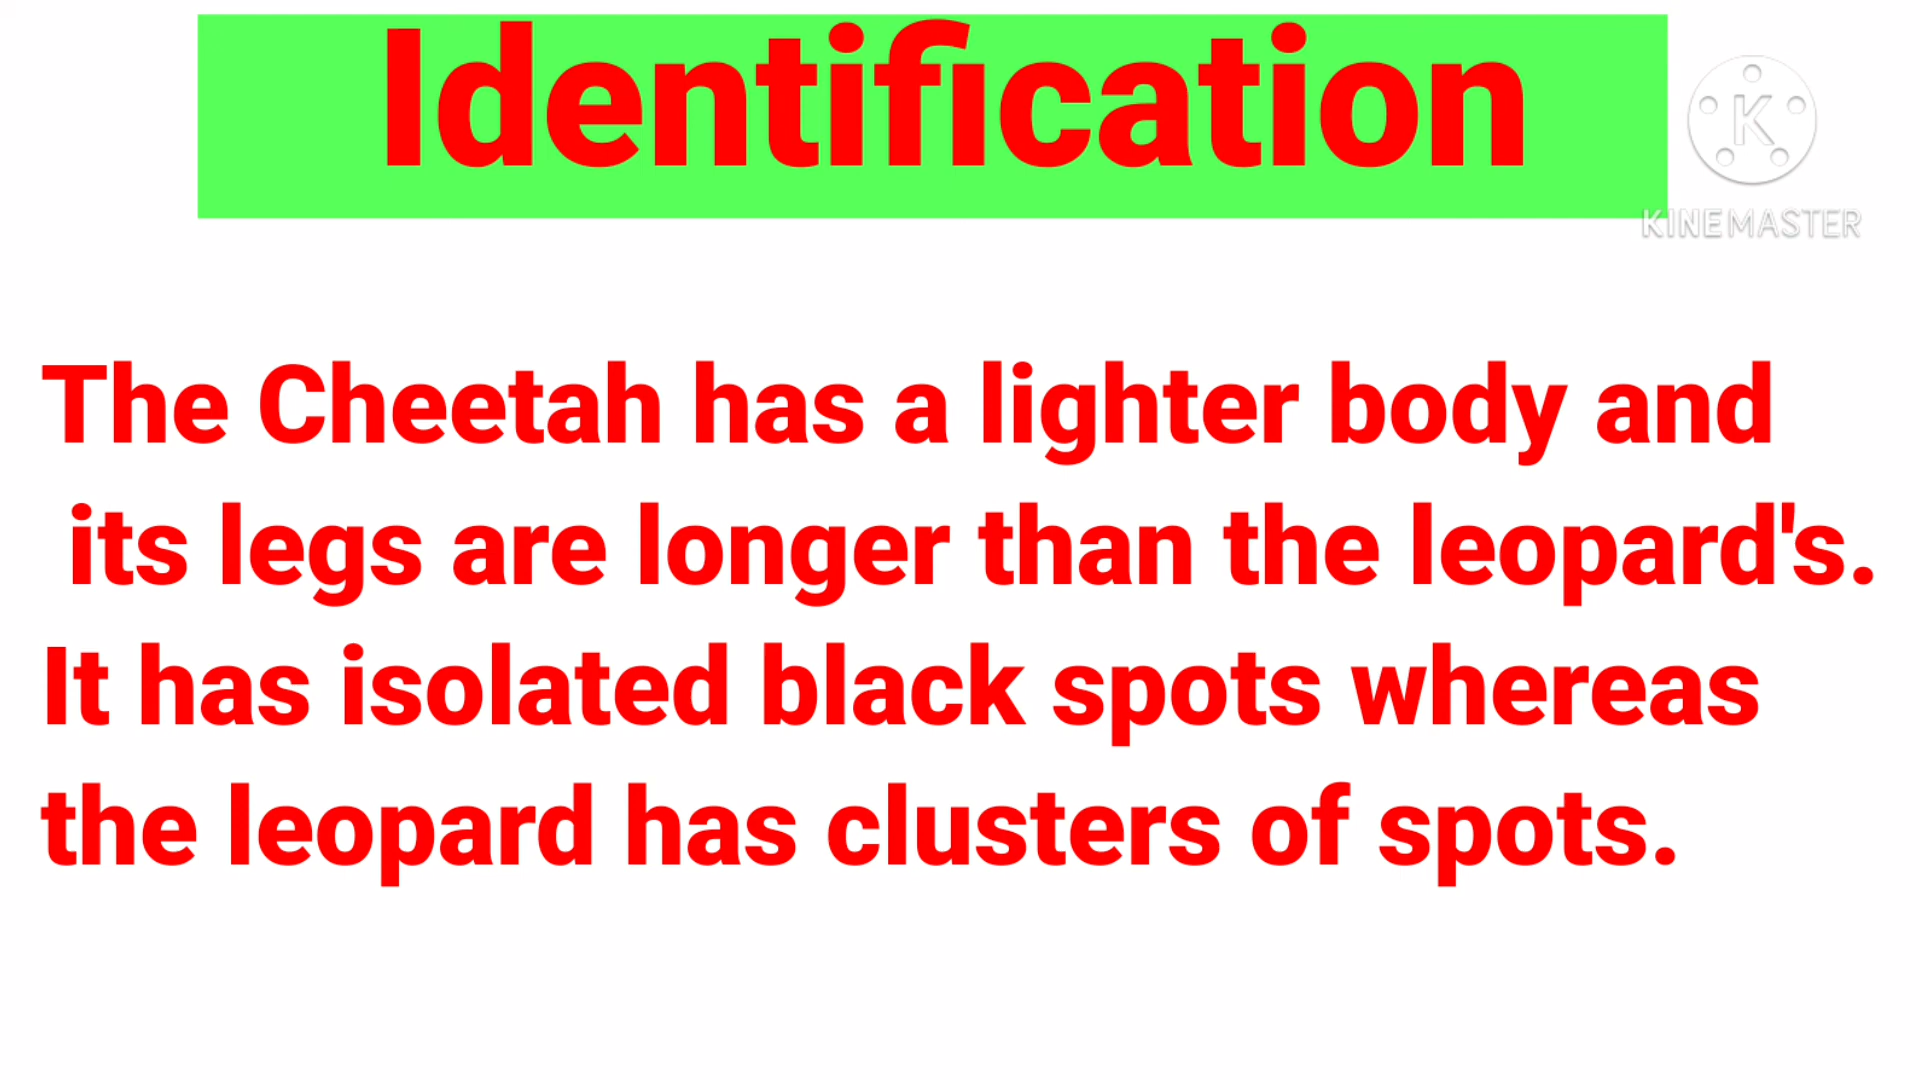 Identification
K
KINEMASTER
The Cheetah has a lighter body and
its legs are longer than the leopard's.
It has isolated black spots whereas
the leopard has clusters of spots.